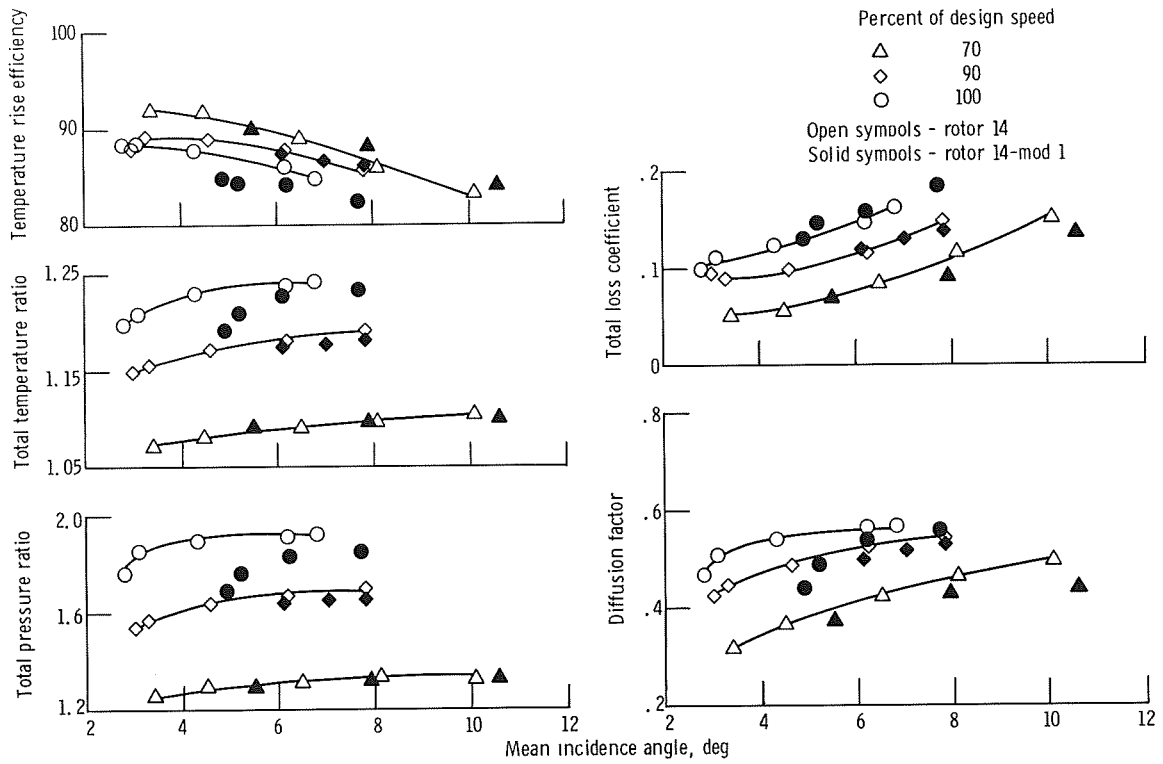 Percent of design speed
70
90
100
Open symbols - rotor 14
Solid symbols - rotor 14-mod 1
Temperature rise efficiency
100
90
80
Total temperature ratio
1.25
1.15
1.05
Total pressure ratio
2.0
1.6
1.2
2 4 6 8 10 12
Total loss coefficient
.2
.1
0
Diffusion factor
.8
.6
.4
.2
2 4 6 8 10 12
Mean incidence angle, deg